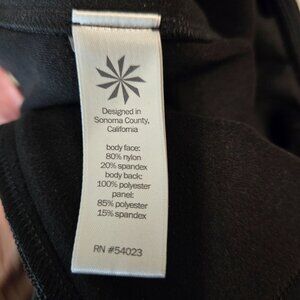 Designed in
Sonoma County,
California
body face:
80% nylon
20% spandex
body back:
100% polyester
panel:
85% polyester
15% spandex
RN #54023